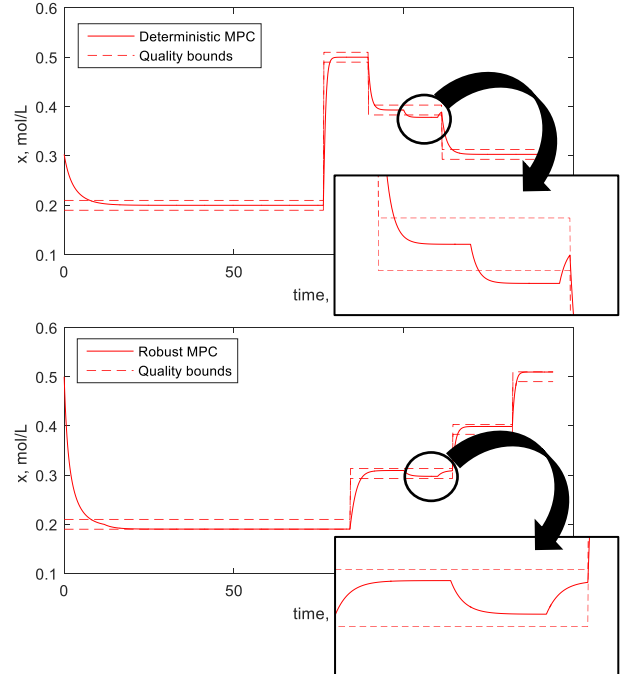 0.6
Deterministic MPC
Quality bounds
0.5
x, mol/L
0.4
0.3
0.2
0.1
0
50
time,
0.6
Robust MPC
Quality bounds
0.5
x, mol/L
0.4
0.3
0.2
0.1
0
50
time,